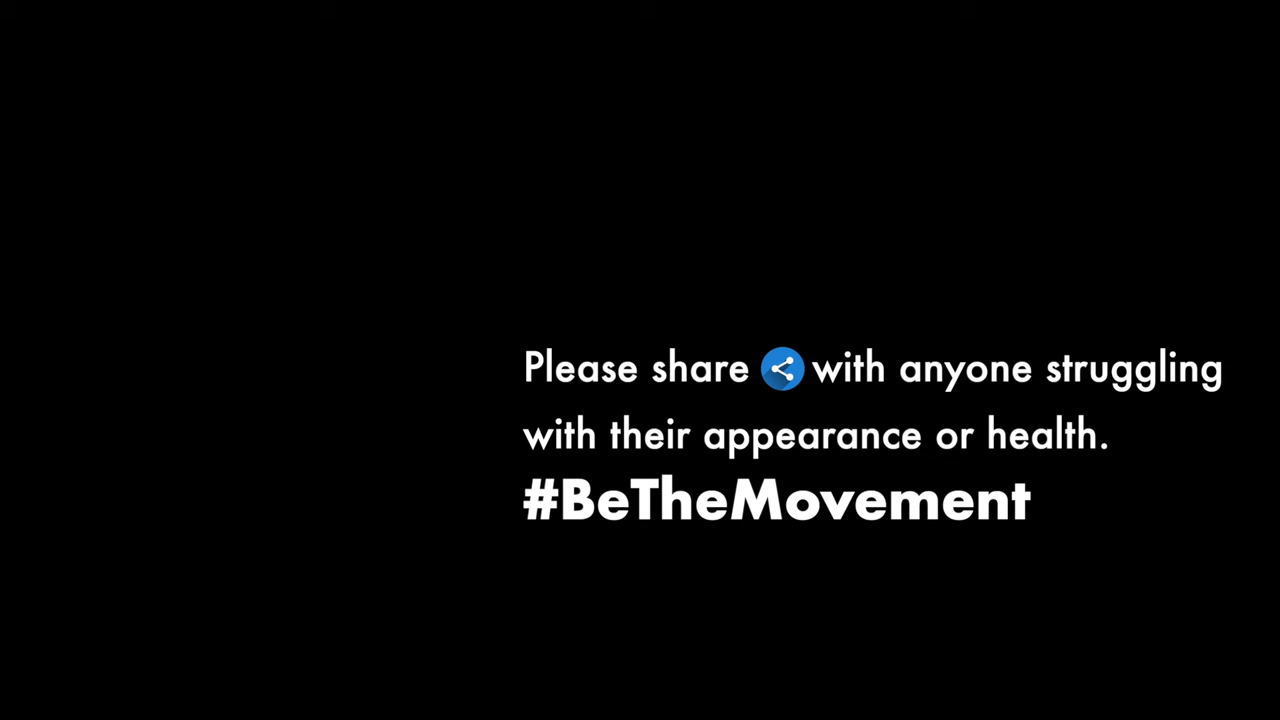 Please share with anyone struggling
with their appearance or health.
#BeTheMovement